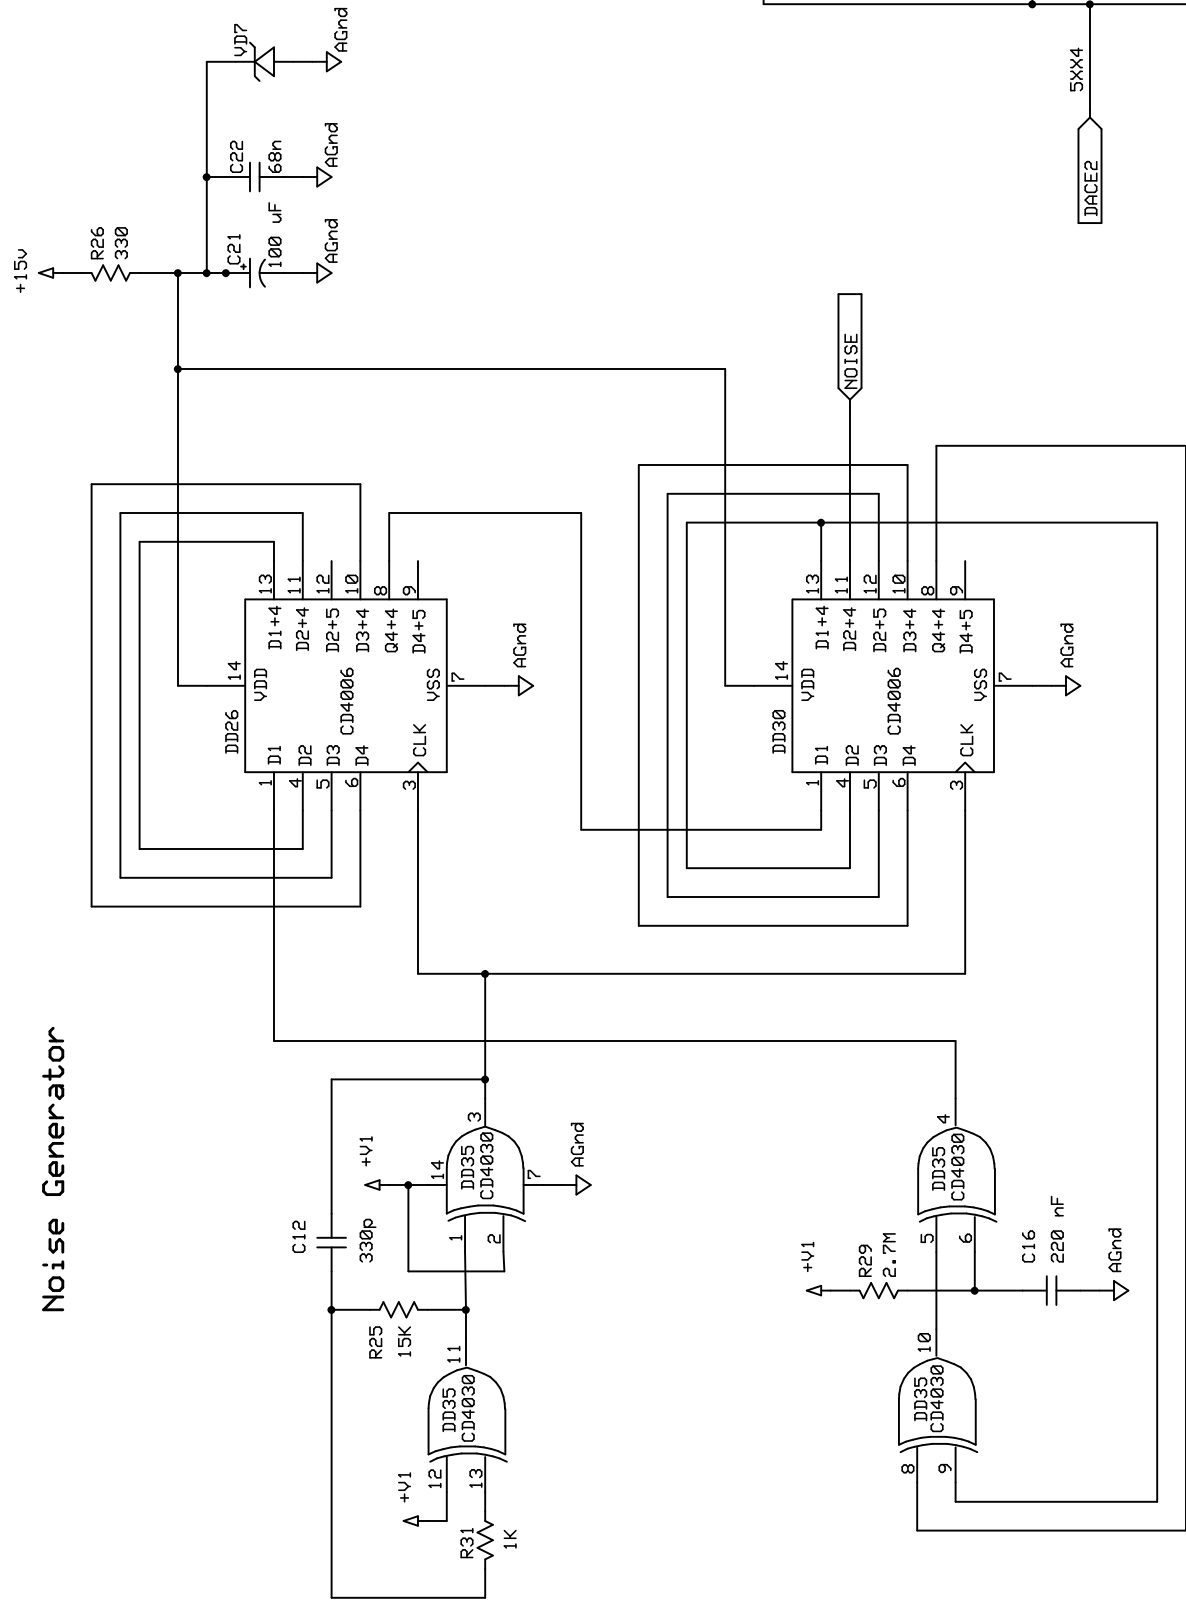 Noise Generator
+15v
R26
330
C21
+
100 uF
AGnd
C22
68n
AGnd
VD7
AGnd
DD26
CD4006
VDD
14
D1
1
D2
4
D3
5
D4
6
CLK
3
D1+4
13
D2+4
11
D2+5
12
D3+4
10
Q4+4
8
D4+5
9
VSS
7
AGnd
DD30
CD4006
VDD
14
D1
1
D2
4
D3
5
D4
6
CLK
3
D1+4
13
D2+4
11
D2+5
12
D3+4
10
Q4+4
8
D4+5
9
VSS
7
AGnd
NOISE
DACE2
5XX4
C12
330p
R25
15K
R31
1K
+V1
12
13
DD35
CD4030
11
1
2
DD35
CD4030
3
14
+V1
7
AGnd
8
9
DD35
CD4030
10
+V1
R29
2.7M
C16
220 nF
AGnd
5
6
DD35
CD4030
4